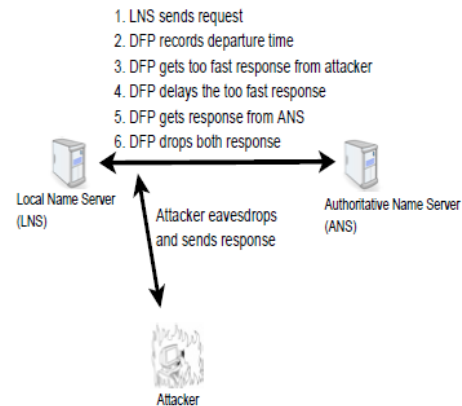 1. LNS sends request
2. DFP records departure time
3. DFP gets too fast response from attacker
4. DFP delays the too fast response
5. DFP gets response from ANS
6. DFP drops both response
Local Name Server
(LNS)
Authoritative Name Server
(ANS)
Attacker eavesdrops
and sends response
Attacker